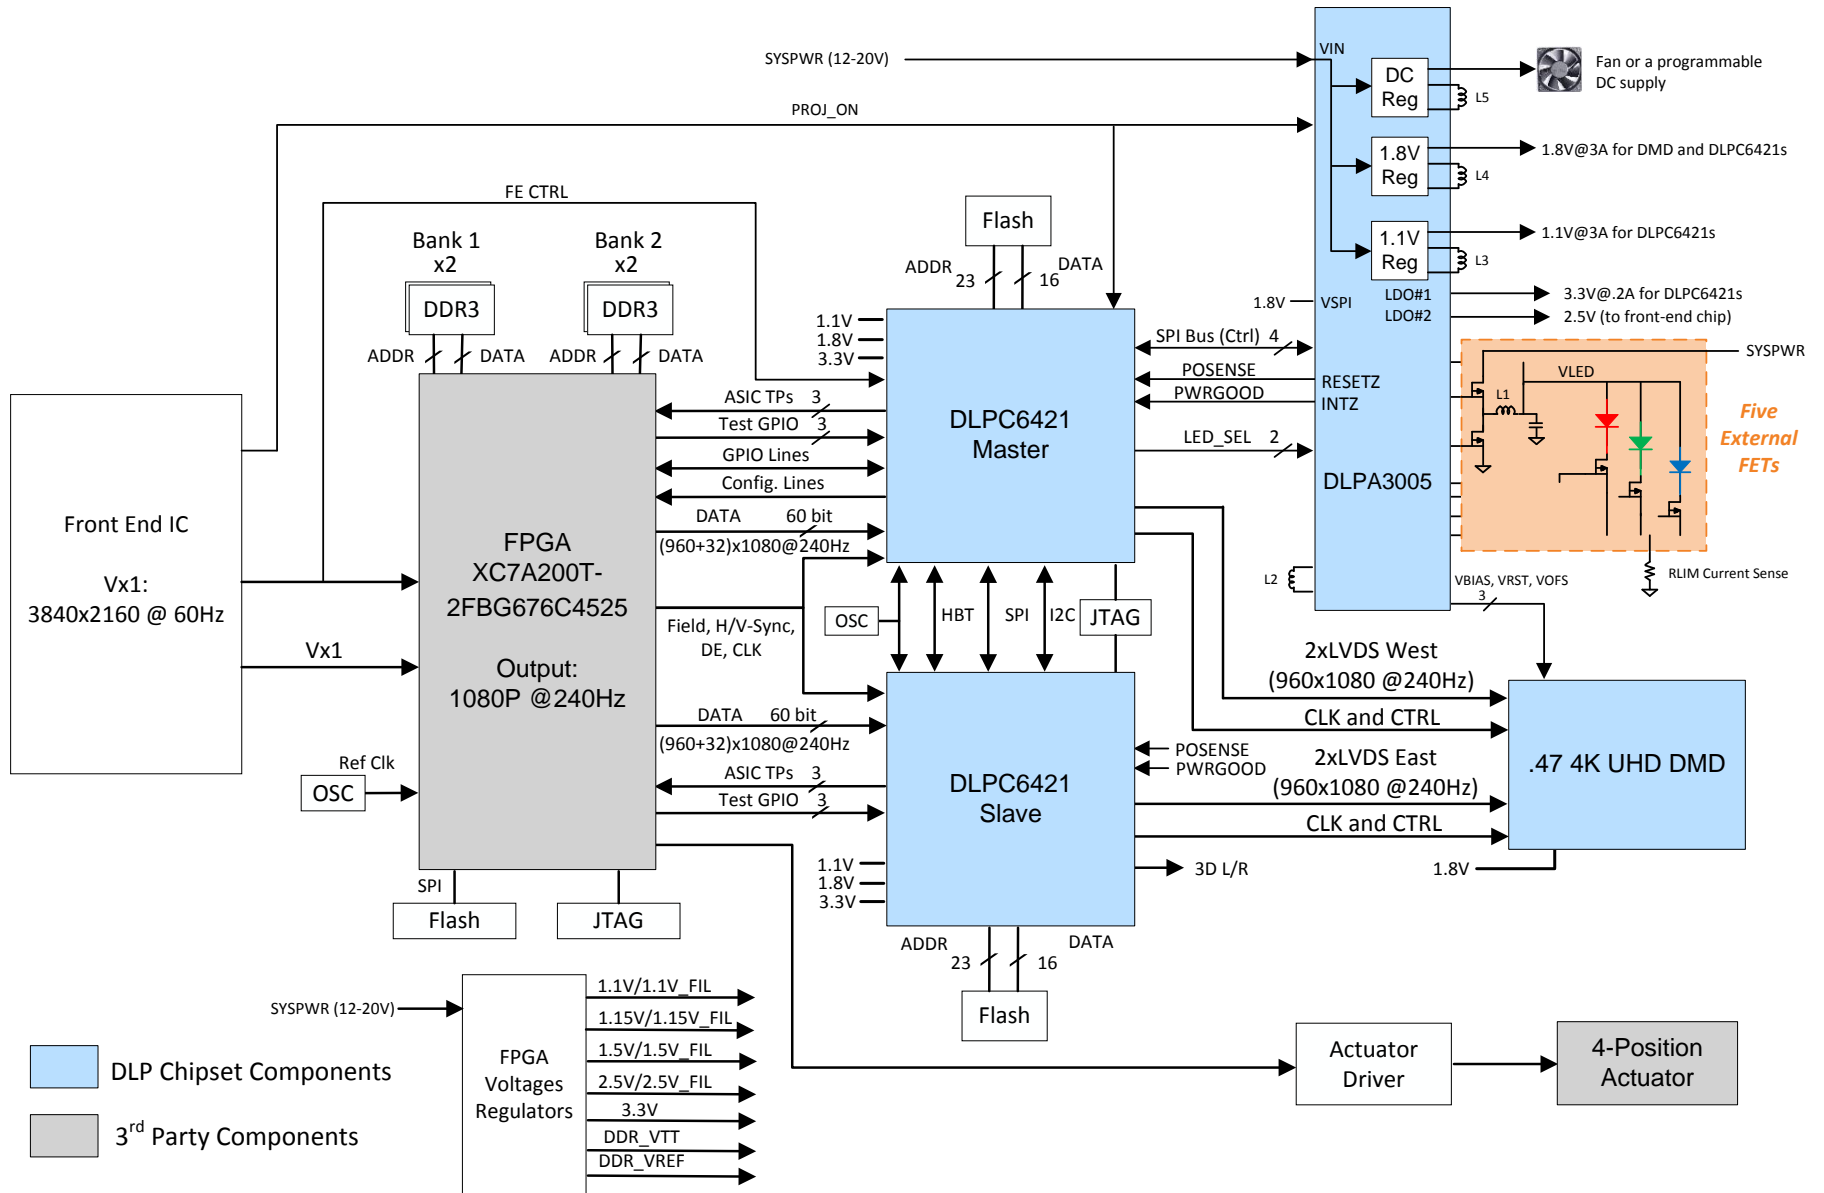 SYSPWR (12-20V)
VIN
DC
Reg
L5
Fan or a programmable
DC supply
PROJ_ON
1.8V
Reg
L4
1.8V@3A for DMD and DLPC6421s
FE CTRL
1.1V
Reg
L3
1.1V@3A for DLPC6421s
Bank 1
x2
Bank 2
x2
Flash
DDR3
DDR3
ADDR
23
16
DATA
1.8V
VSPI
LDO#1
3.3V@.2A for DLPC6421s
LDO#2
2.5V (to front-end chip)
ADDR
DATA
ADDR
DATA
1.1V
1.8V
3.3V
SPI Bus (Ctrl)
4
POSENSE
RESETZ
PWRGOOD
INTZ
LED_SEL
2
DLPA3005
SYSPWR
VLED
L1
Five
External
FETs
RLIM Current Sense
L2
VBIAS, VRST, VOFS
3
ASIC TPs
3
Test GPIO
3
GPIO Lines
Config. Lines
DATA
60 bit
(960+32)x1080@240Hz
DLPC6421
Master
Front End IC
Vx1:
3840x2160 @ 60Hz
Vx1
FPGA
XC7A200T-
2FBG676C4525
Output:
1080P @240Hz
Field, H/V-Sync,
DE, CLK
OSC
HBT
SPI
I2C
JTAG
2xLVDS West
(960x1080 @240Hz)
CLK and CTRL
2xLVDS East
(960x1080 @240Hz)
CLK and CTRL
.47 4K UHD DMD
1.8V
DATA
60 bit
(960+32)x1080@240Hz
ASIC TPs
3
Test GPIO
3
DLPC6421
Slave
POSENSE
PWRGOOD
3D L/R
Ref Clk
OSC
1.1V
1.8V
3.3V
SPI
Flash
JTAG
ADDR
23
16
DATA
Flash
SYSPWR (12-20V)
FPGA
Voltages
Regulators
1.1V/1.1V_FIL
1.15V/1.15V_FIL
1.5V/1.5V_FIL
2.5V/2.5V_FIL
3.3V
DDR_VTT
DDR_VREF
Actuator
Driver
4-Position
Actuator
DLP Chipset Components
3rd Party Components